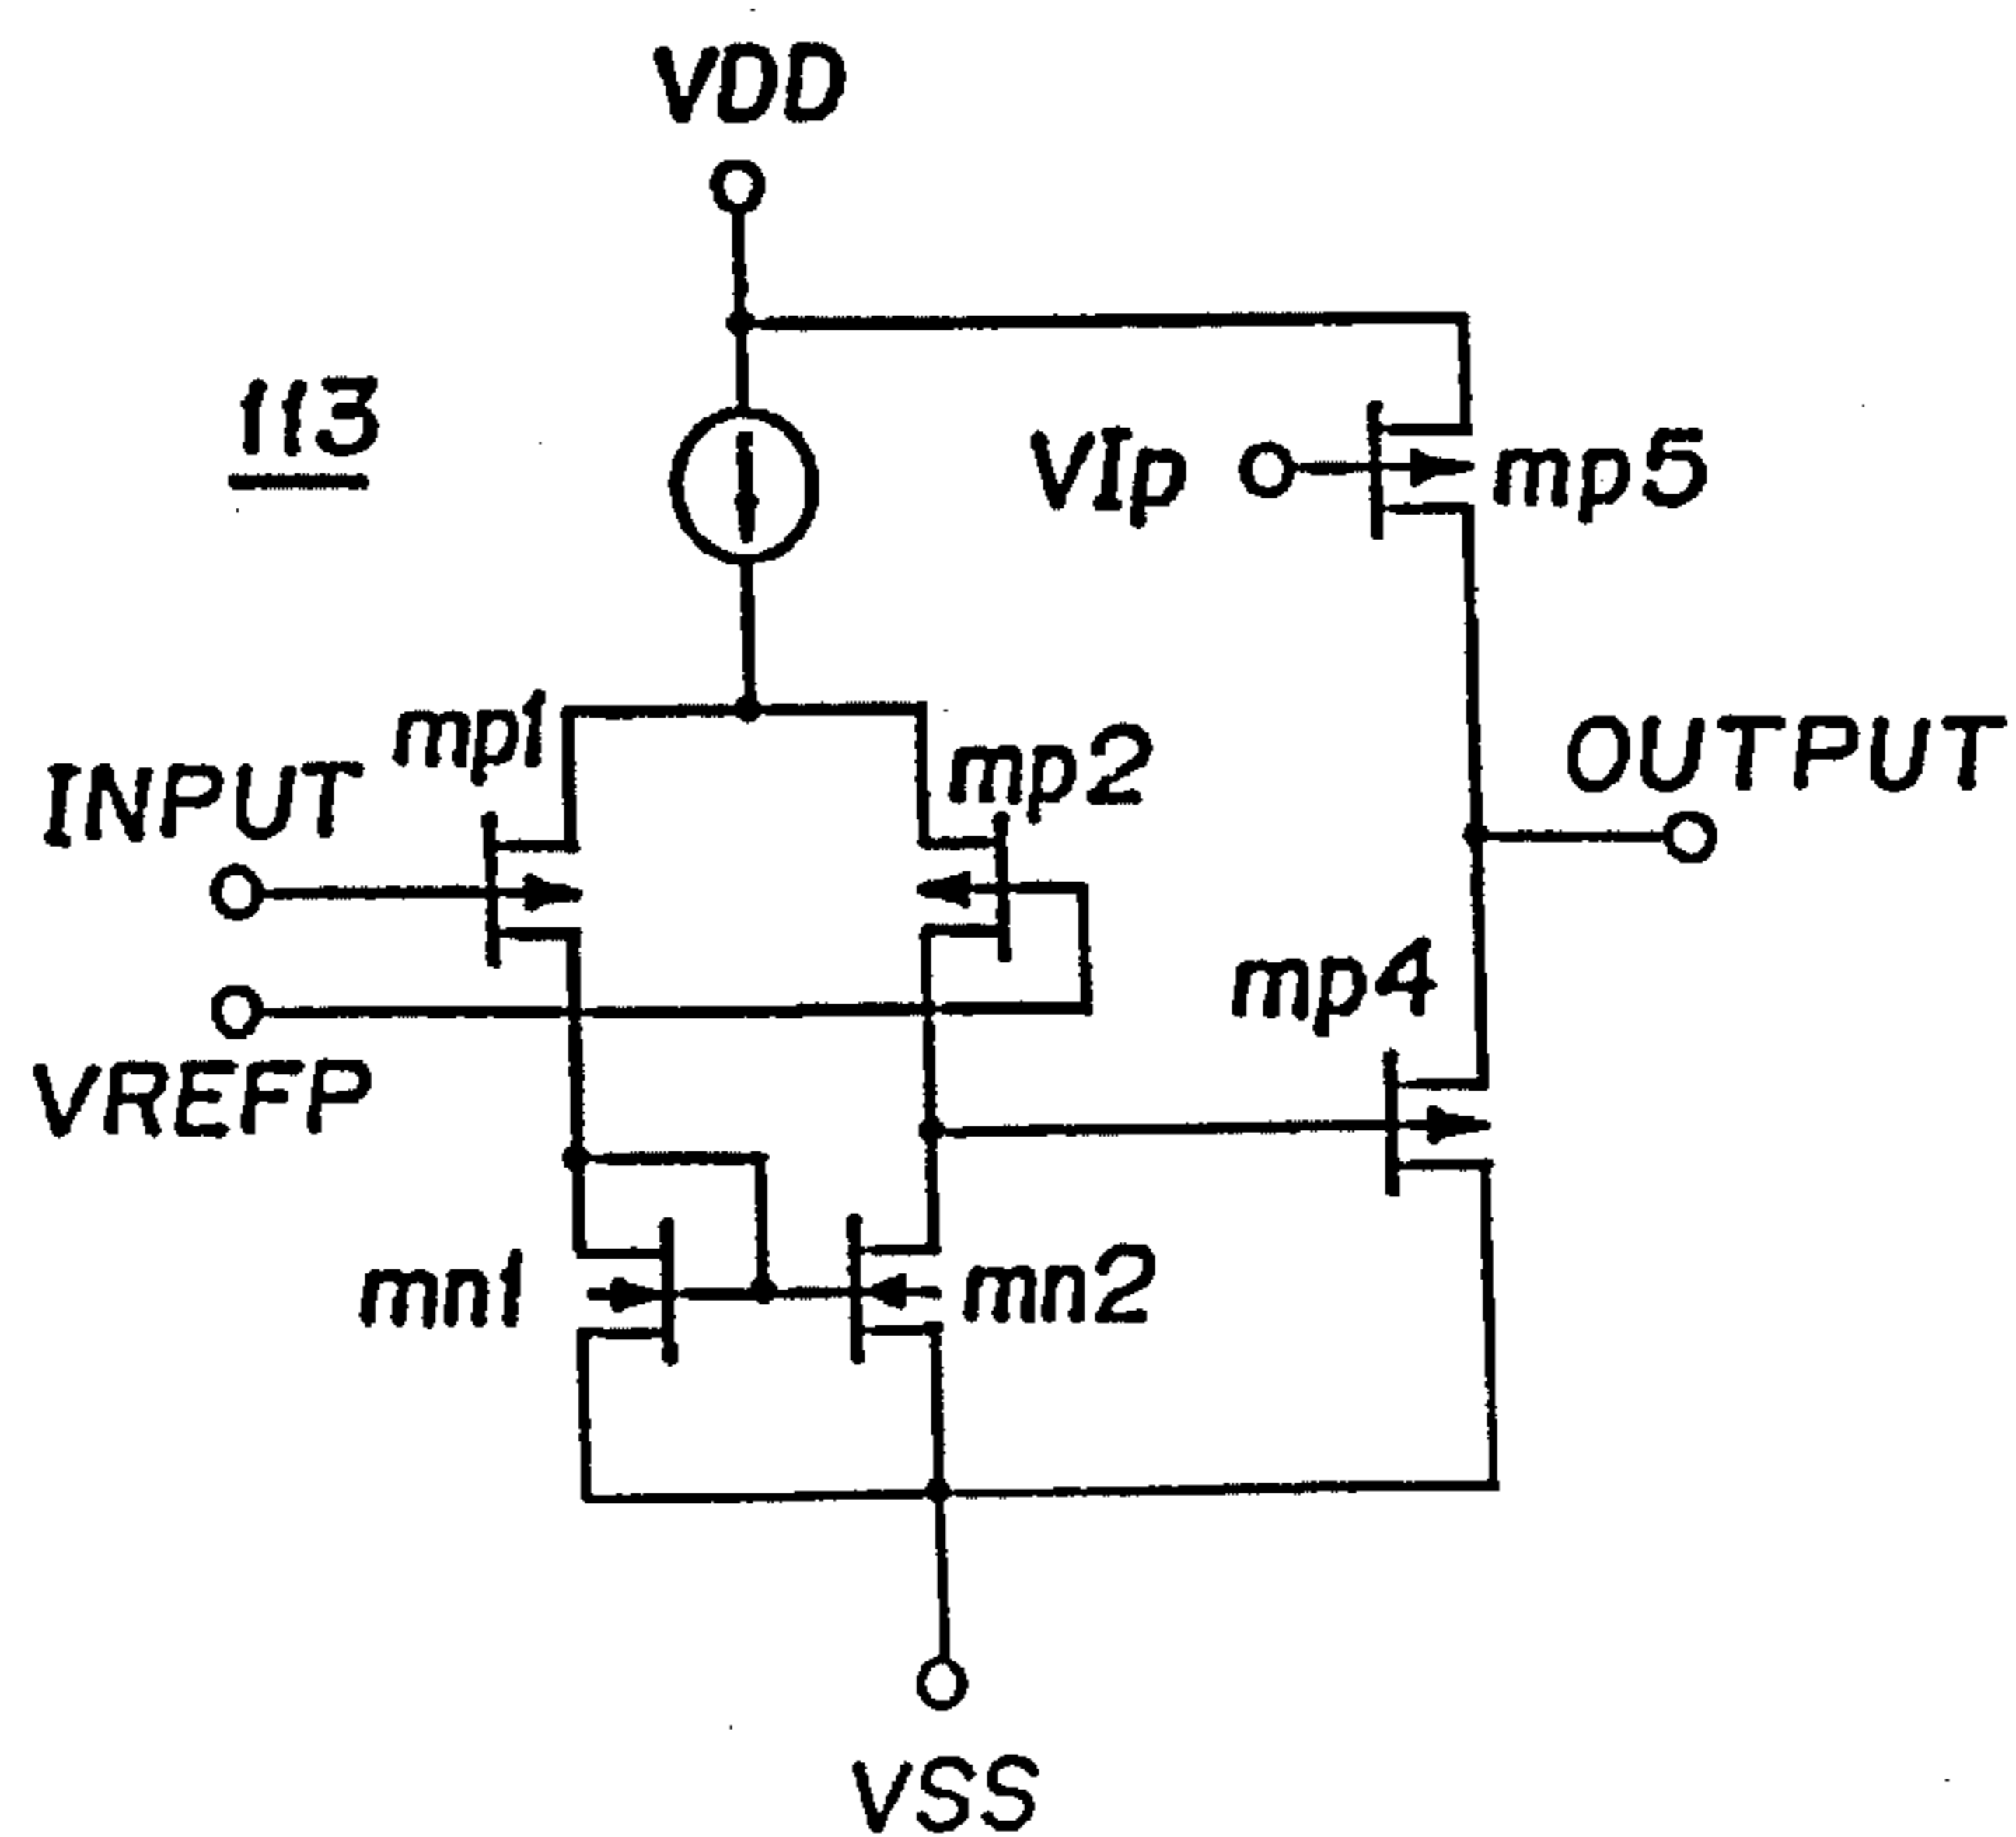 VDD
113
VIp
mp5
mp1
mp2
OUTPUT
INPUT
mp4
VREFP
mn1
mn2
VSS